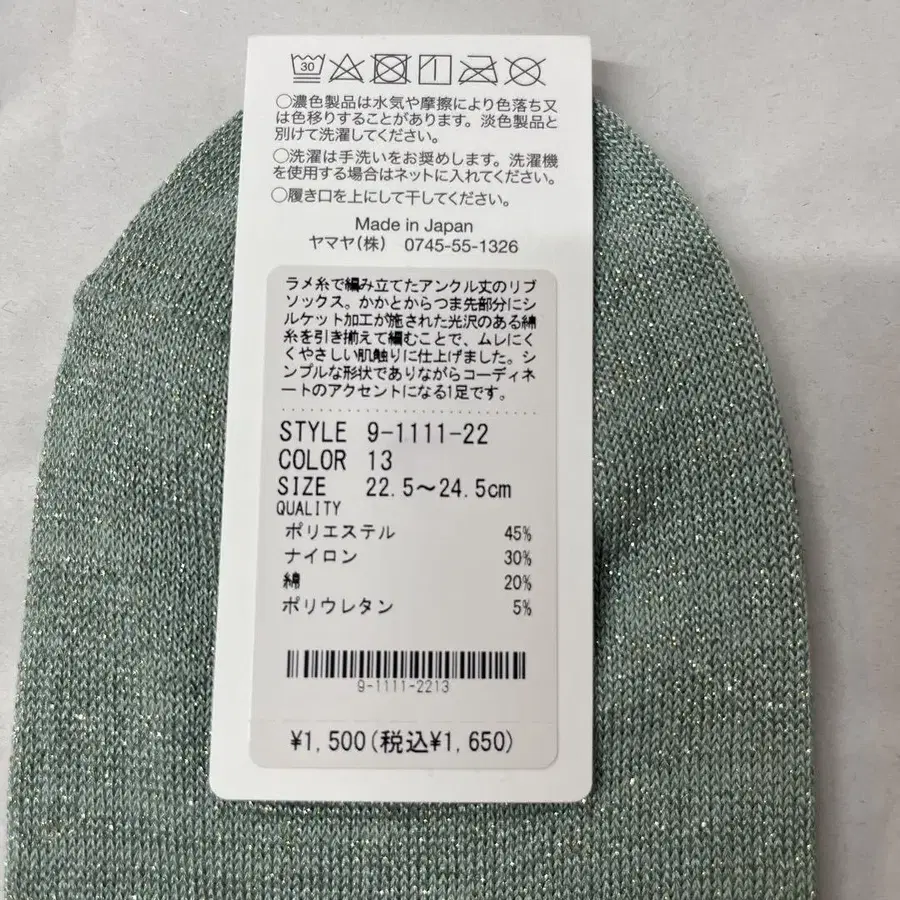 30
○濃色製品は水気や摩擦により色落ち又
は色移りすることがあります。淡色製品と
別けて洗濯してください。
○洗濯は手洗いをお奨めします。洗濯機
を使用する場合はネットに入れてください。
○履き口を上にして干してください。
Made in Japan
ヤマヤ(株) 0745-55-1326
ラメ糸で編み立てたアンクル丈のリブ
ソックス。かかとからつま先部分にシ
ルケット加工が施された光沢のある綿
糸を引き揃えて編むことで、ムレにく
くやさしい肌触りに仕上げました。シ
ンプルな形状でありながらコーディネ
ートのアクセントになる1足です。
STYLE 9-1111-22
COLOR 13
SIZE 22.5〜24.5cm
QUALITY
ポリエステル 45%
ナイロン 30%
綿 20%
ポリウレタン 5%
9-1111-2213
¥1,500(税込¥1,650)